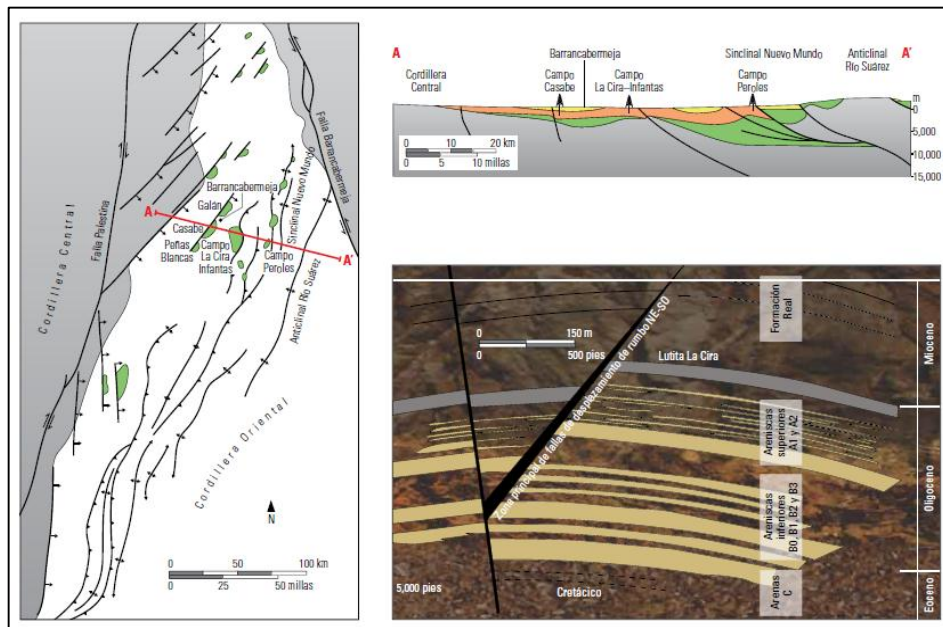 Cordillera Central
Falla Palestina
Barrancabermeja
Galán
Casabe
Peñas
Blancas
Campo
La Cira
Infantas
Campo
Peroles
Sinclinal Nuevo Mundo
Falla Barrancabermeja
Anticlinal Río Suárez
Cordillera Oriental
A
A'
N
0 50 100 km
0 25 50 millas
A
A'
Cordillera
Central
Barrancabermeja
Campo
Casabe
Campo
La Cira–Infantas
Sinclinal Nuevo Mundo
Campo
Peroles
Anticlinal
Río Suárez
m
0
5,000
10,000
15,000
0 10 20 km
0 5 10 millas
0 150 m
0 500 pies
Zona principal de fallas de desplazamiento de rumbo NE-SO
Lutita La Cira
Formación
Real
Areniscas
superiores
A1 y A2
Areniscas
inferiores
B0, B1, B2 y B3
Arenas
C
5,000 pies
Cretácico
Mioceno
Oligoceno
Eoceno